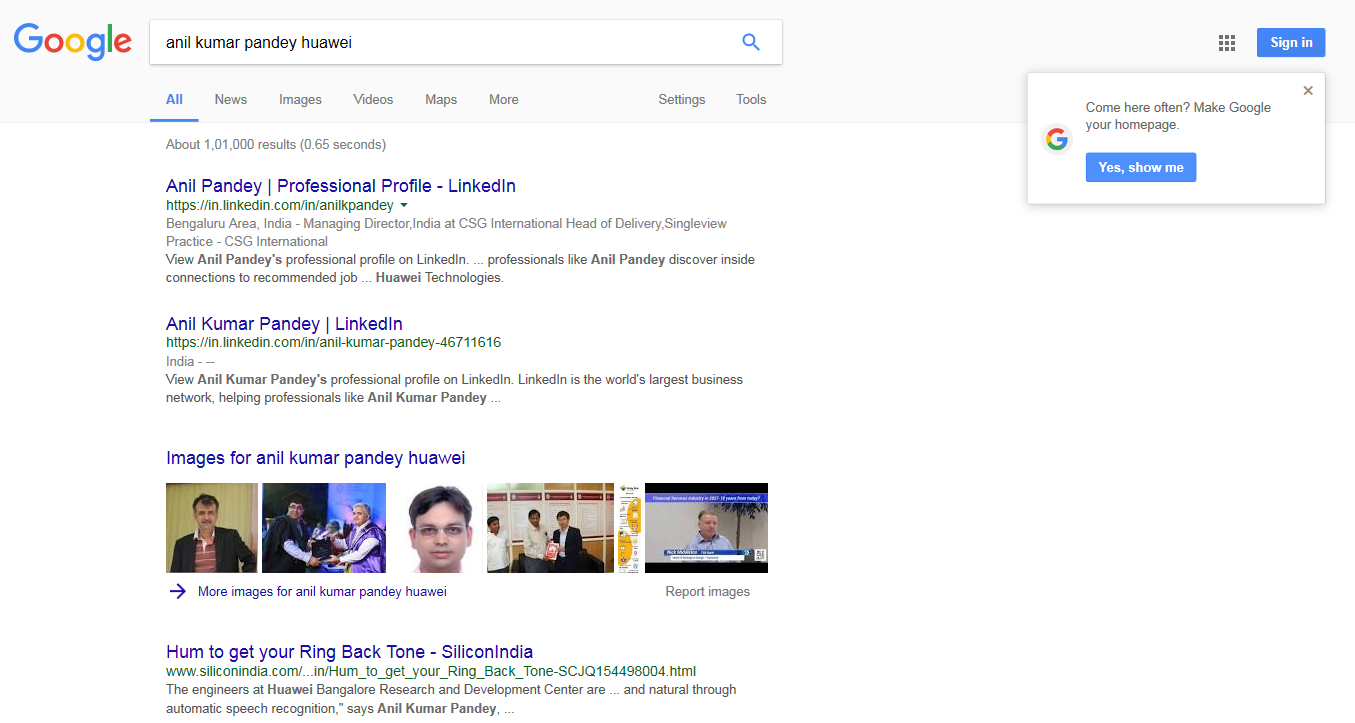 Google
anil kumar pandey huawei
Sign in
All News Images Videos Maps More Settings Tools
Come here often? Make Google
your homepage.
Yes, show me
About 1,01,000 results (0.65 seconds)
Anil Pandey | Professional Profile - LinkedIn
https://in.linkedin.com/in/anilkpandey
Bengaluru Area, India - Managing Director,India at CSG International Head of Delivery,Singleview
Practice - CSG International
View Anil Pandey's professional profile on LinkedIn. ... professionals like Anil Pandey discover inside
connections to recommended job ... Huawei Technologies.
Anil Kumar Pandey | LinkedIn
https://in.linkedin.com/in/anil-kumar-pandey-46711616
India - --
View Anil Kumar Pandey's professional profile on LinkedIn. LinkedIn is the world's largest business
network, helping professionals like Anil Kumar Pandey ...
Images for anil kumar pandey huawei
Financial Services industry in 2007-10 years from today?
Nick Middleton
More images for anil kumar pandey huawei
Report images
Hum to get your Ring Back Tone - SiliconIndia
www.siliconindia.com/...in/Hum_to_get_your_Ring_Back_Tone-SCJQ154498004.html
The engineers at Huawei Bangalore Research and Development Center are ... and natural through
automatic speech recognition," says Anil Kumar Pandey, ...